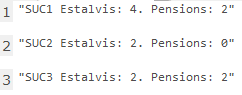 1 "SUC1 Estalvis: 4. Pensions: 2"
2 "SUC2 Estalvis: 2. Pensions: 0"
3 "SUC3 Estalvis: 2. Pensions: 2"